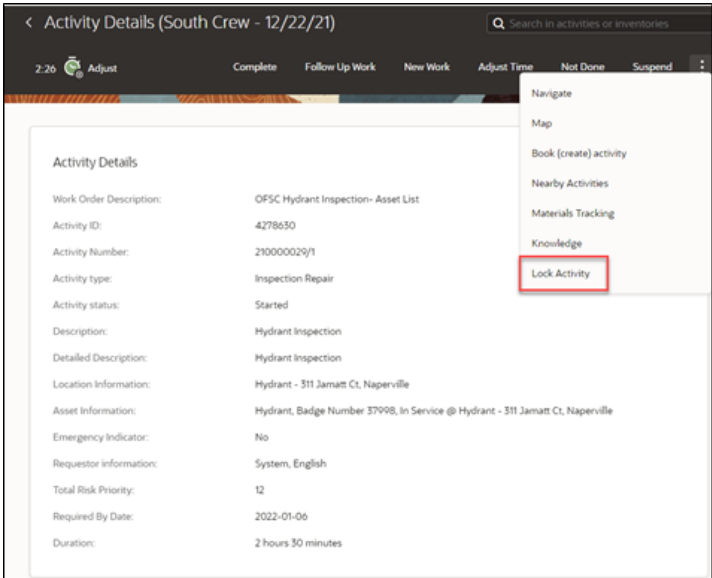 Activity Details (South Crew - 12/22/21)
Search in activities or inventories
2:26 Adjust Complete Follow Up Work New Work Adjust Time Not Done Suspend
Navigate
Map
Book (create) activity
Nearby Activities
Materials Tracking
Knowledge
Lock Activity
Activity Details
Work Order Description: OFSC Hydrant Inspection- Asset List
Activity ID: 4278630
Activity Number: 210000029/1
Activity type: Inspection Repair
Activity status: Started
Description: Hydrant Inspection
Detailed Description: Hydrant Inspection
Location Information: Hydrant - 311 Jamatt Ct, Naperville
Asset Information: Hydrant, Badge Number 37998, In Service @ Hydrant - 311 Jamatt Ct, Naperville
Emergency Indicator: No
Requestor information: System, English
Total Risk Priority: 12
Required By Date: 2022-01-06
Duration: 2 hours 30 minutes